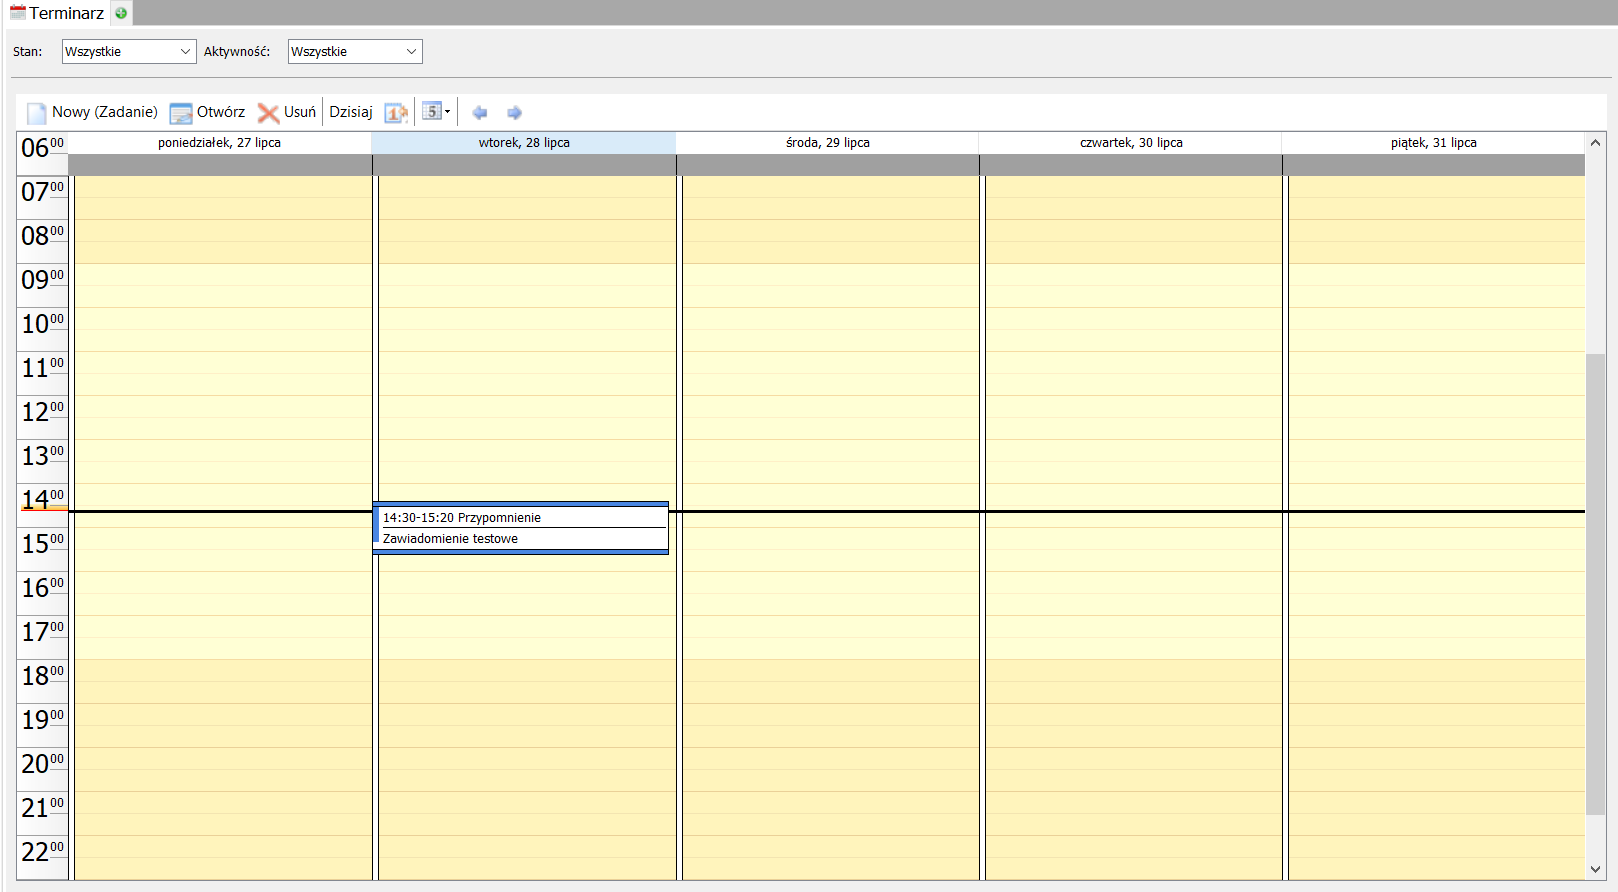 Terminarz
Stan: Wszystkie Aktywność: Wszystkie
Nowy (Zadanie) Otwórz Usuń Dzisiaj 1 5
poniedziałek, 27 lipca wtorek, 28 lipca środa, 29 lipca czwartek, 30 lipca piątek, 31 lipca
06 00
07 00
08 00
09 00
10 00
11 00
12 00
13 00
14 00
14:30-15:20 Przypomnienie
Zawiadomienie testowe
15 00
16 00
17 00
18 00
19 00
20 00
21 00
22 00